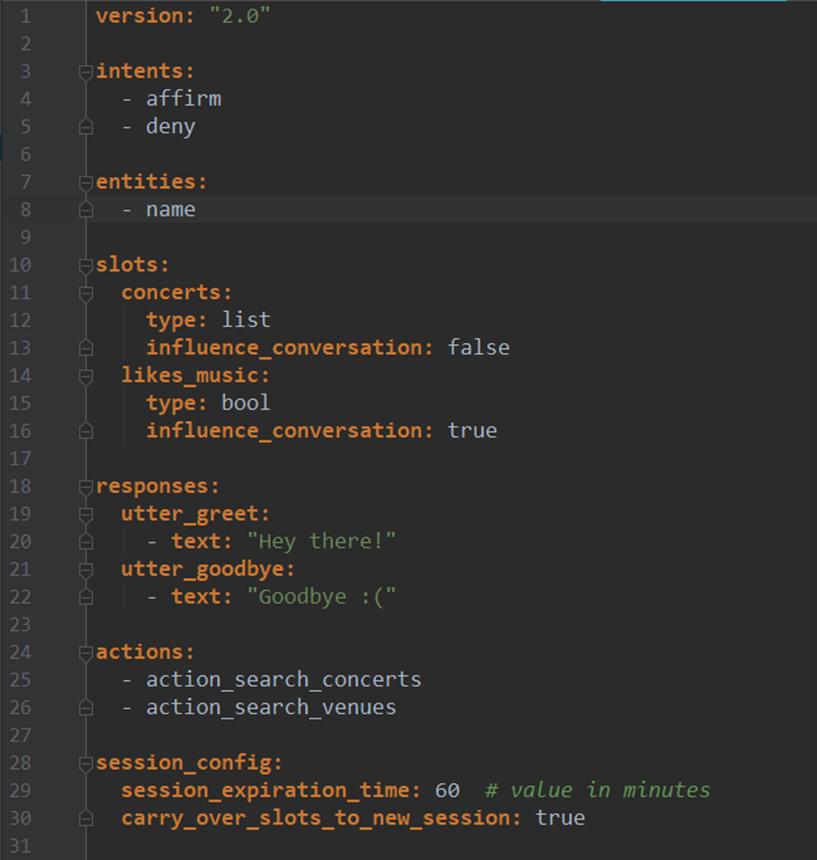 1 version: "2.0"
2
3 intents:
4   - affirm
5   - deny
6
7 entities:
8   - name
9
10 slots:
11   concerts:
12     type: list
13     influence_conversation: false
14   likes_music:
15     type: bool
16     influence_conversation: true
17
18 responses:
19   utter_greet:
20     - text: "Hey there!"
21   utter_goodbye:
22     - text: "Goodbye :("
23
24 actions:
25   - action_search_concerts
26   - action_search_venues
27
28 session_config:
29   session_expiration_time: 60  # value in minutes
30   carry_over_slots_to_new_session: true
31